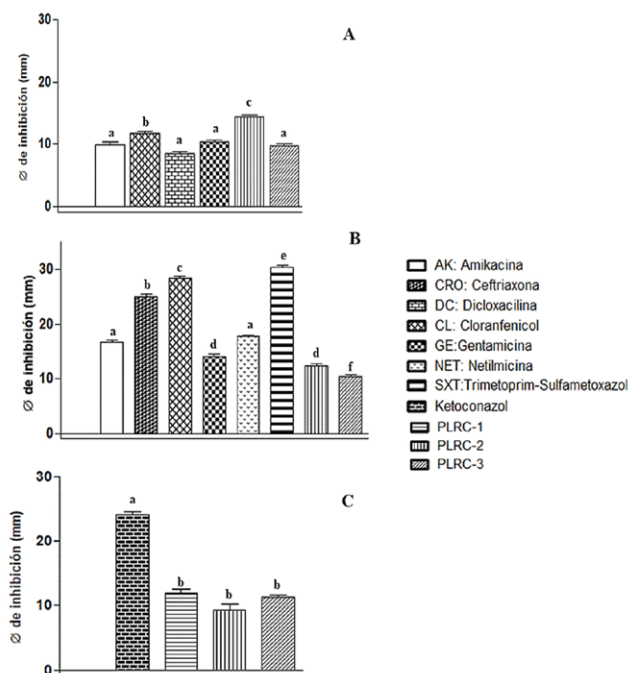 A
Ø de inhibición (mm)
30
20
10
0
a
b
a
a
c
a
B
Ø de inhibición (mm)
30
20
10
0
a
b
c
d
a
e
d
f
AK: Amikacina
CRO: Ceftriaxona
DC: Dicloxacilina
CL: Cloranfenicol
GE:Gentamicina
NET: Netilmicina
SXT:Trimetoprim-Sulfametoxazol
Ketoconazol
PLRC-1
PLRC-2
PLRC-3
C
Ø de inhibición (mm)
30
20
10
0
a
b
b
b